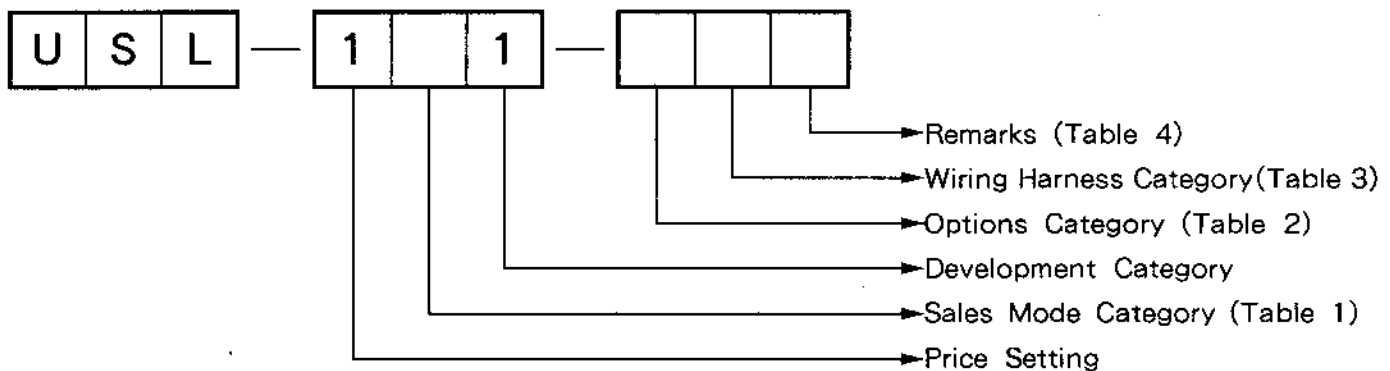 USL — 1 1 —
Remarks (Table 4)
Wiring Harness Category(Table 3)
Options Category (Table 2)
Development Category
Sales Mode Category (Table 1)
Price Setting